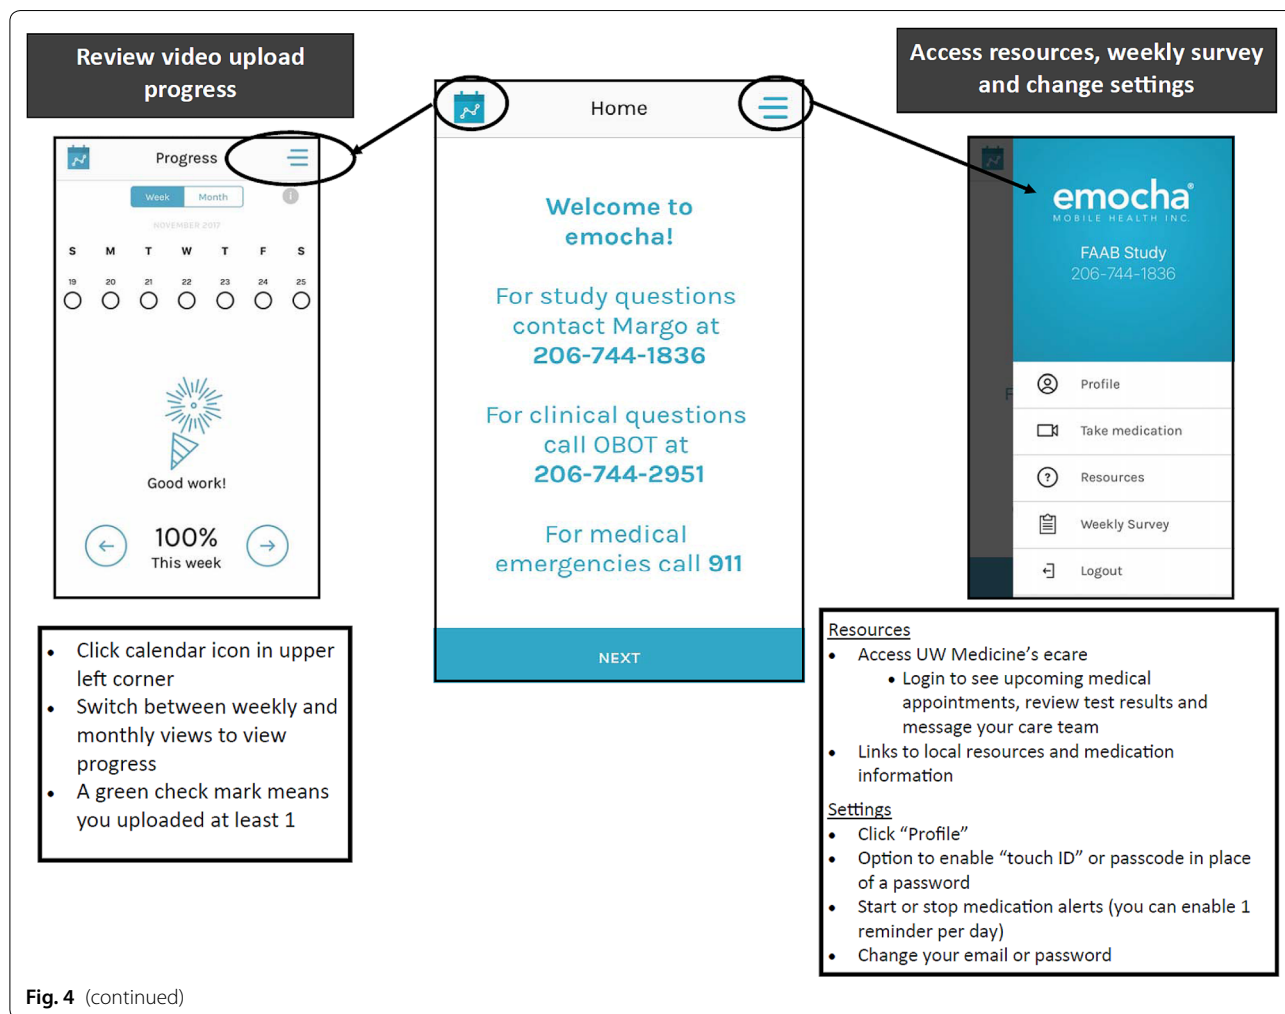 Review video upload
progress
Access resources, weekly survey
and change settings
Progress
Week Month
i
NOVEMBER 2017
S M T W T F S
19 20 21 22 23 24 25
Good work!
100%
This week
Home
Welcome to
emocha!
For study questions
contact Margo at
206-744-1836
For clinical questions
call OBOT at
206-744-2951
For medical
emergencies call 911
NEXT
emocha®
MOBILE HEALTH INC.
FAAB Study
206-744-1836
F
Profile
Take medication
? Resources
Weekly Survey
Logout
• Click calendar icon in upper
left corner
• Switch between weekly and
monthly views to view
progress
• A green check mark means
you uploaded at least 1
Resources
• Access UW Medicine’s ecare
• Login to see upcoming medical
appointments, review test results and
message your care team
• Links to local resources and medication
information
Settings
• Click “Profile”
• Option to enable “touch ID” or passcode in place
of a password
• Start or stop medication alerts (you can enable 1
reminder per day)
• Change your email or password
Fig. 4 (continued)